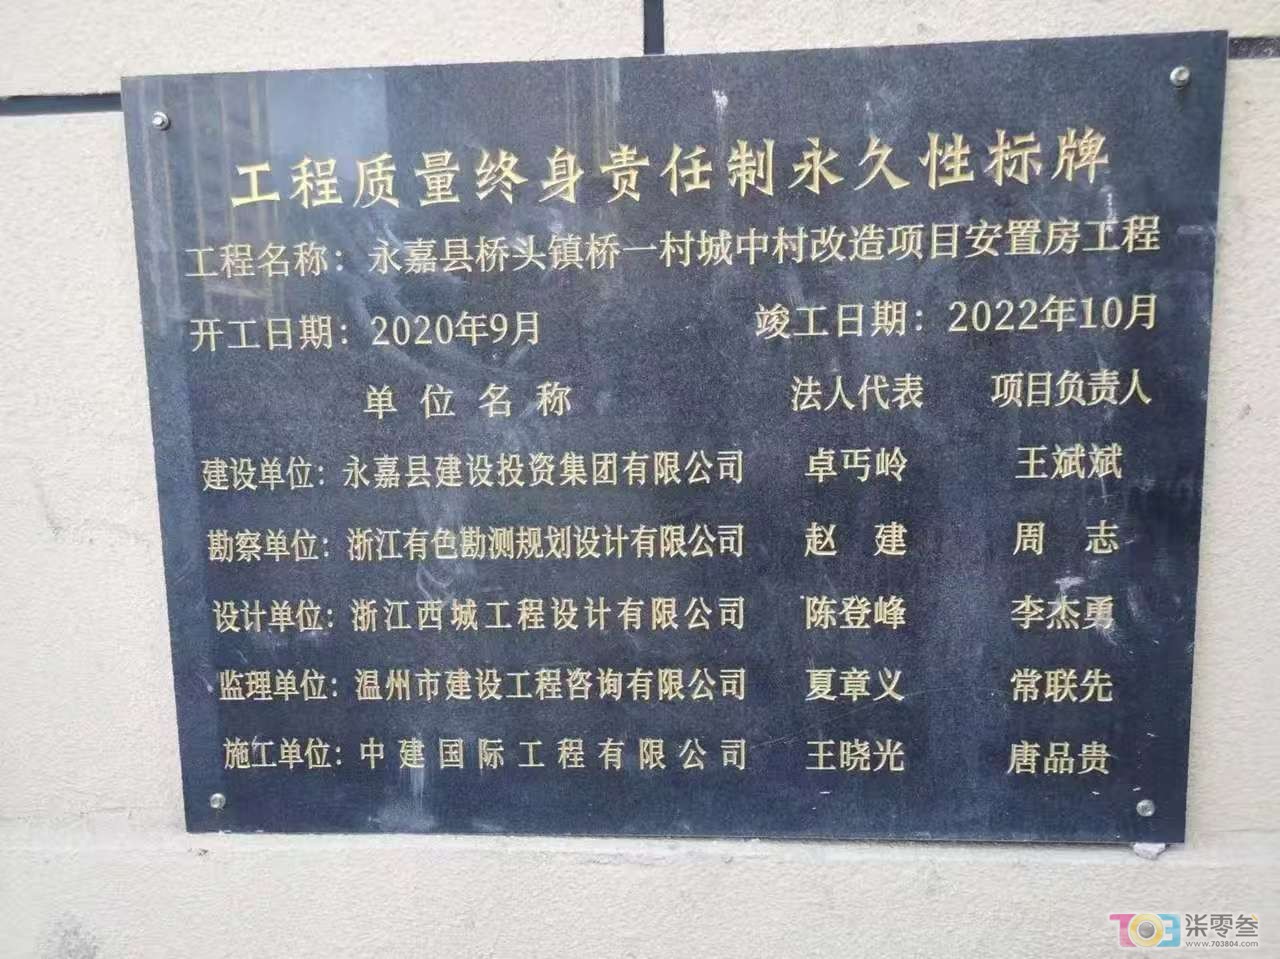 工程质量终身责任制永久性标牌
工程名称：永嘉县桥头镇桥一村城中村改造项目安置房工程
开工日期：2020年9月 竣工日期：2022年10月
单位名称 法人代表 项目负责人
建设单位：永嘉县建设投资集团有限公司 卓丐岭 王斌斌
勘察单位：浙江有色勘测规划设计有限公司 赵建 周志
设计单位：浙江西城工程设计有限公司 陈登峰 李杰勇
监理单位：温州市建设工程咨询有限公司 夏章义 常联先
施工单位：中建国际工程有限公司 王晓光 唐品贵
703 柒零叁
www.703804.com